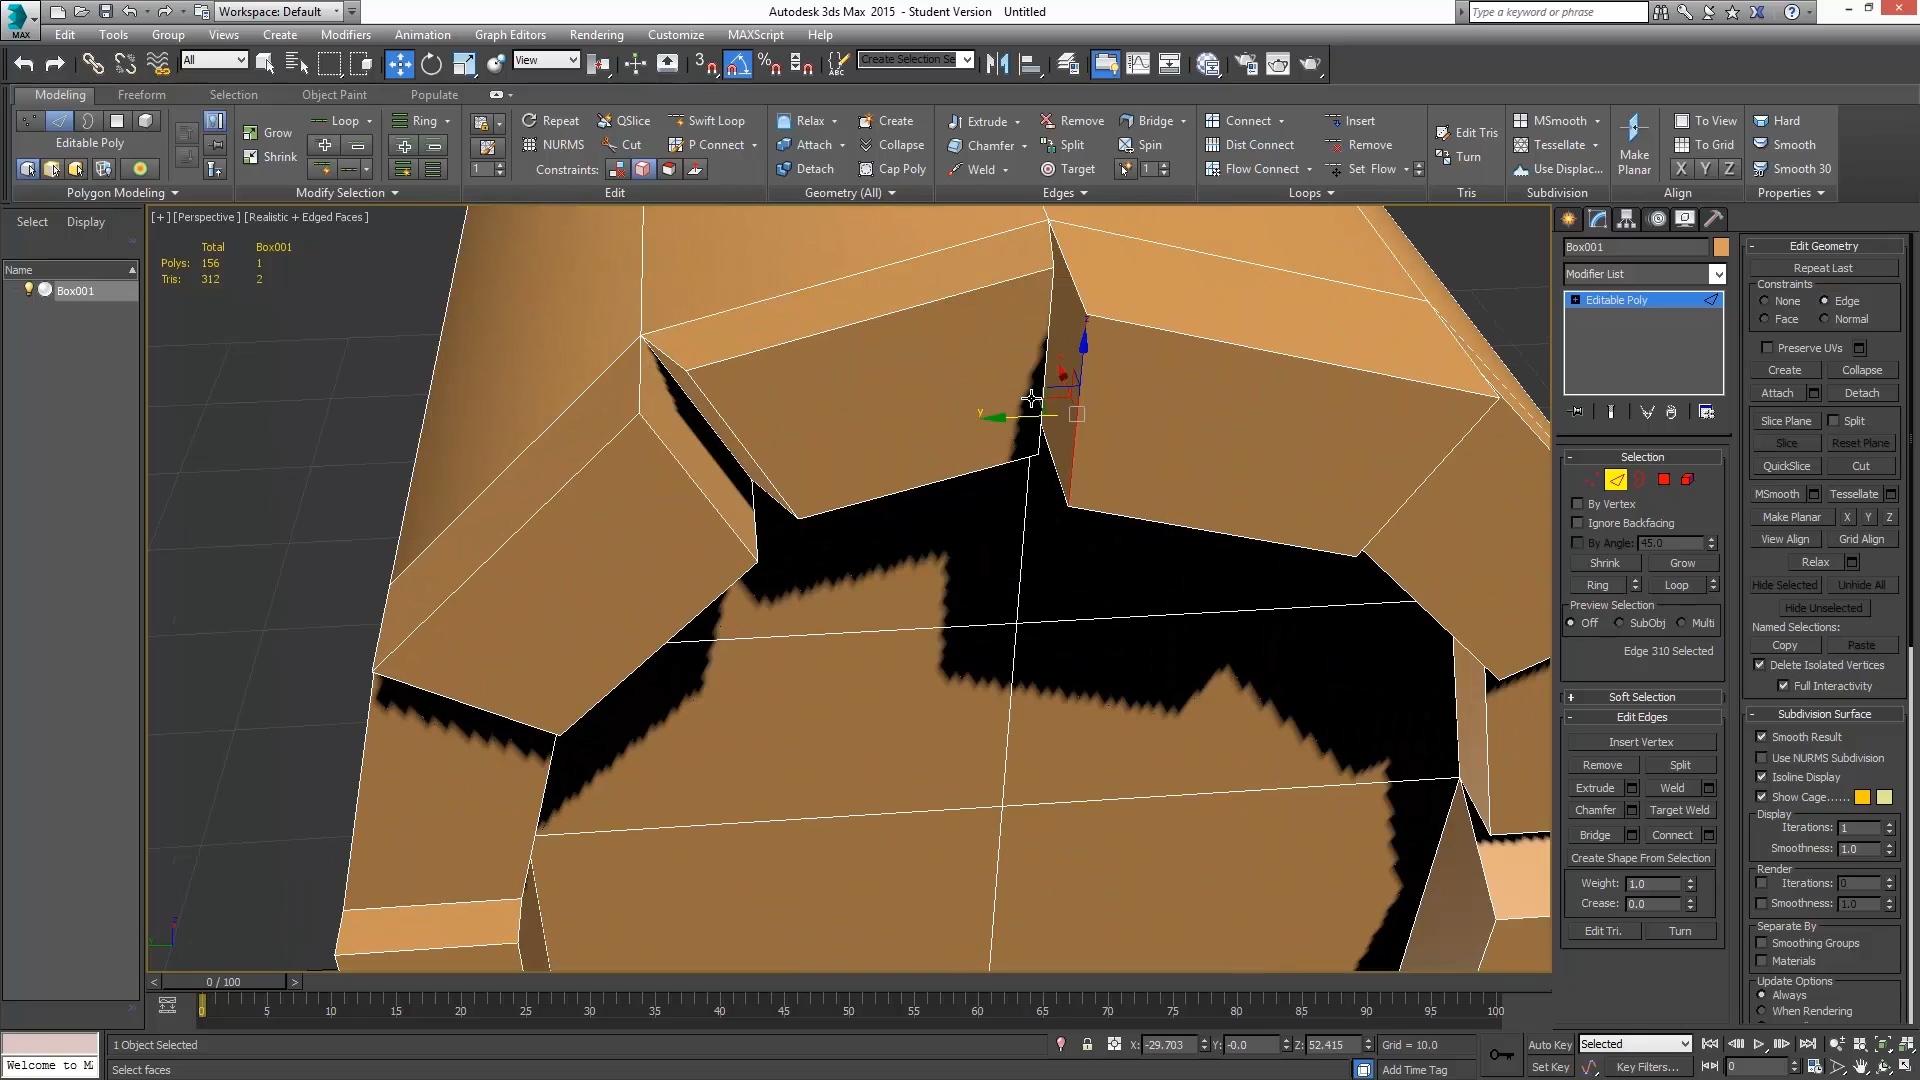 Workspace: Default
Autodesk 3ds Max 2015 - Student Version Untitled
Type a keyword or phrase
MAX
Edit Tools Group Views Create Modifiers Animation Graph Editors Rendering Customize MAXScript Help
All
View
3
ABC
Create Selection Se
Modeling Freeform Selection Object Paint Populate
Loop Ring Repeat QSlice Swift Loop Relax Create Extrude Remove Bridge Connect Insert MSmooth To View Hard
Grow
Editable Poly
NURMS Cut P Connect Attach Collapse Chamfer Split Spin Dist Connect Remove Edit Tris Tessellate Make Planar To Grid Smooth
Shrink
1 Constraints: Detach Cap Poly Weld Target 1 Flow Connect Set Flow Turn Use Displac... X Y Z Smooth 30
Polygon Modeling Modify Selection Edit Geometry (All) Edges Loops Tris Subdivision Align Properties
Select Display
[+] [Perspective] [Realistic + Edged Faces]
Total Box001
Polys: 156 1
Tris: 312 2
Name
Box001
z
y
Box001
Modifier List
Editable Poly
Selection
By Vertex
Ignore Backfacing
By Angle: 45.0
Shrink Grow
Ring Loop
Preview Selection
Off SubObj Multi
Edge 310 Selected
Soft Selection
Edit Edges
Insert Vertex
Remove Split
Extrude Weld
Chamfer Target Weld
Bridge Connect
Create Shape From Selection
Weight: 1.0
Crease: 0.0
Edit Tri. Turn
Edit Geometry
Repeat Last
Constraints
None Edge
Face Normal
Preserve UVs
Create Collapse
Attach Detach
Slice Plane Split
Slice Reset Plane
QuickSlice Cut
MSmooth Tessellate
Make Planar X Y Z
View Align Grid Align
Relax
Hide Selected Unhide All
Hide Unselected
Named Selections:
Copy Paste
Delete Isolated Vertices
Full Interactivity
Subdivision Surface
Smooth Result
Use NURMS Subdivision
Isoline Display
Show Cage......
Display
Iterations: 1
Smoothness: 1.0
Render
Iterations: 0
Smoothness: 1.0
Separate By
Smoothing Groups
Materials
Update Options
Always
When Rendering
0 / 100
0 5 10 15 20 25 30 35 40 45 50 55 60 65 70 75 80 85 90 95 100
1 Object Selected
X: -29.703 Y: -0.0 Z: 52.415 Grid = 10.0
Auto Key Selected
Welcome to M
Select faces
Add Time Tag
Set Key Key Filters... 0